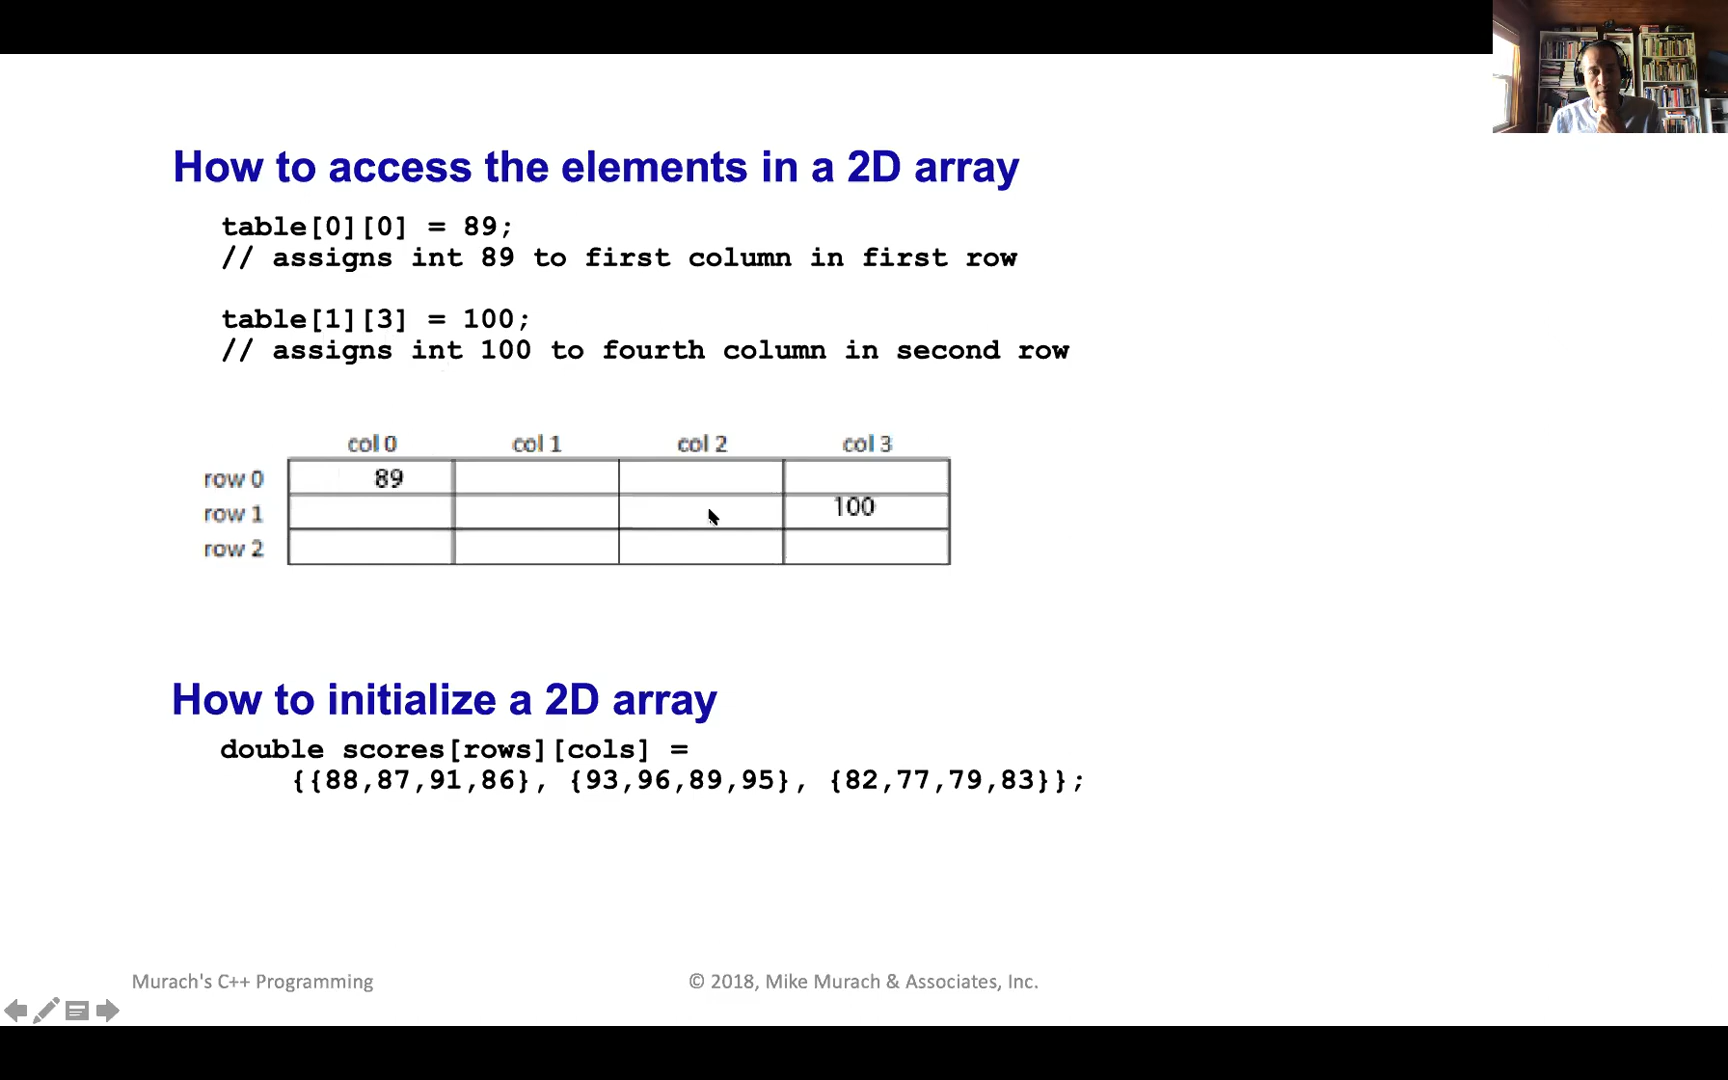 How to access the elements in a 2D array
table[0][0] = 89;
// assigns int 89 to first column in first row
table[1][3] = 100;
// assigns int 100 to fourth column in second row
col 0 col 1 col 2 col 3
row 0 89
row 1 100
row 2
How to initialize a 2D array
double scores[rows][cols] =
{{88,87,91,86}, {93,96,89,95}, {82,77,79,83}};
Murach's C++ Programming © 2018, Mike Murach & Associates, Inc.